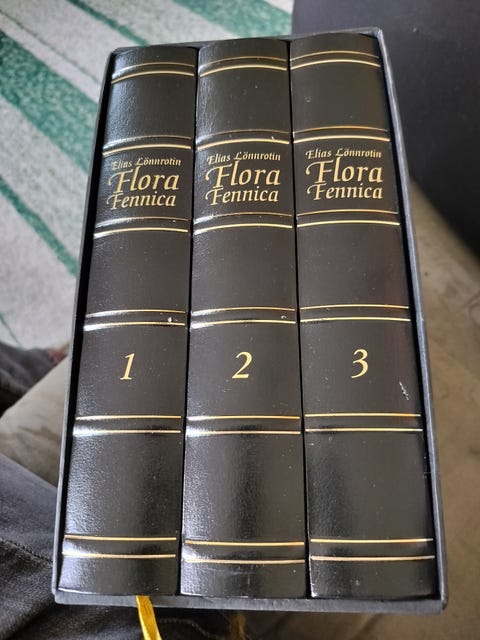 Elias Lönnrotin
Flora
Fennica
1
Elias Lönnrotin
Flora
Fennica
2
Elias Lönnrotin
Flora
Fennica
3